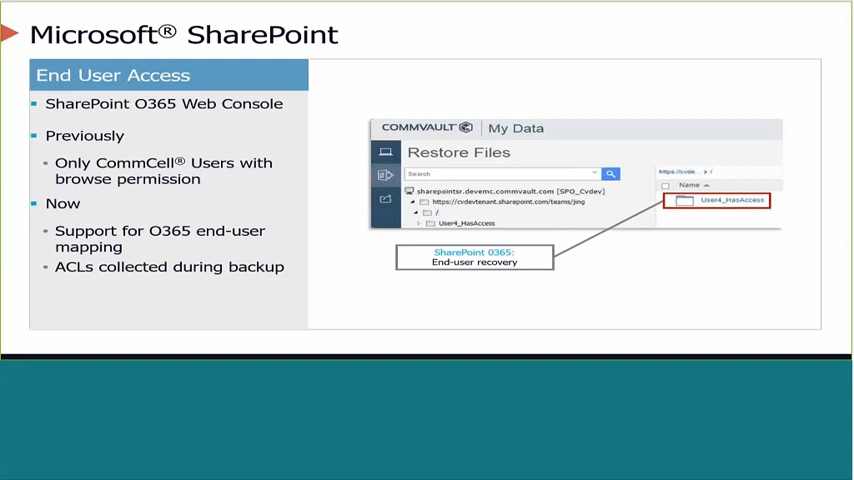 Microsoft® SharePoint
End User Access
SharePoint O365 Web Console
Previously
Only CommCell® Users with
browse permission
Now
Support for O365 end-user
mapping
ACLs collected during backup
COMMVAULT My Data
Restore Files
Search
sharepointsr.devemc.commvault.com [SPO_Cvdev]
https://cvdevtenant.sharepoint.com/teams/jing
/
User4_HasAccess
https://cvde... /
Name
User4_HasAccess
SharePoint 0365:
End-user recovery